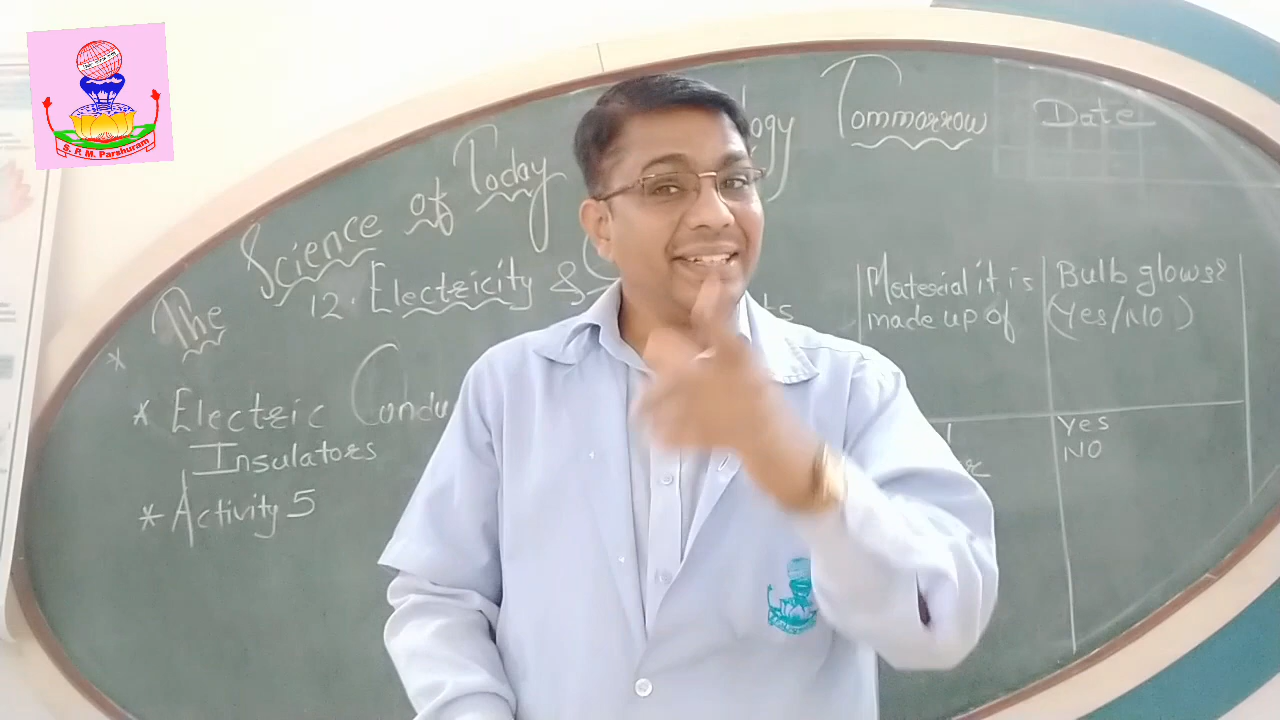 S. R. M. Parshuram
* The Science of Today ogy Tommorrow
Date
12. Electricity &
* Electric Condu
Insulators
* Activity 5
Material it is
made up of
Bulb glows?
(Yes/NO)
Yes
NO